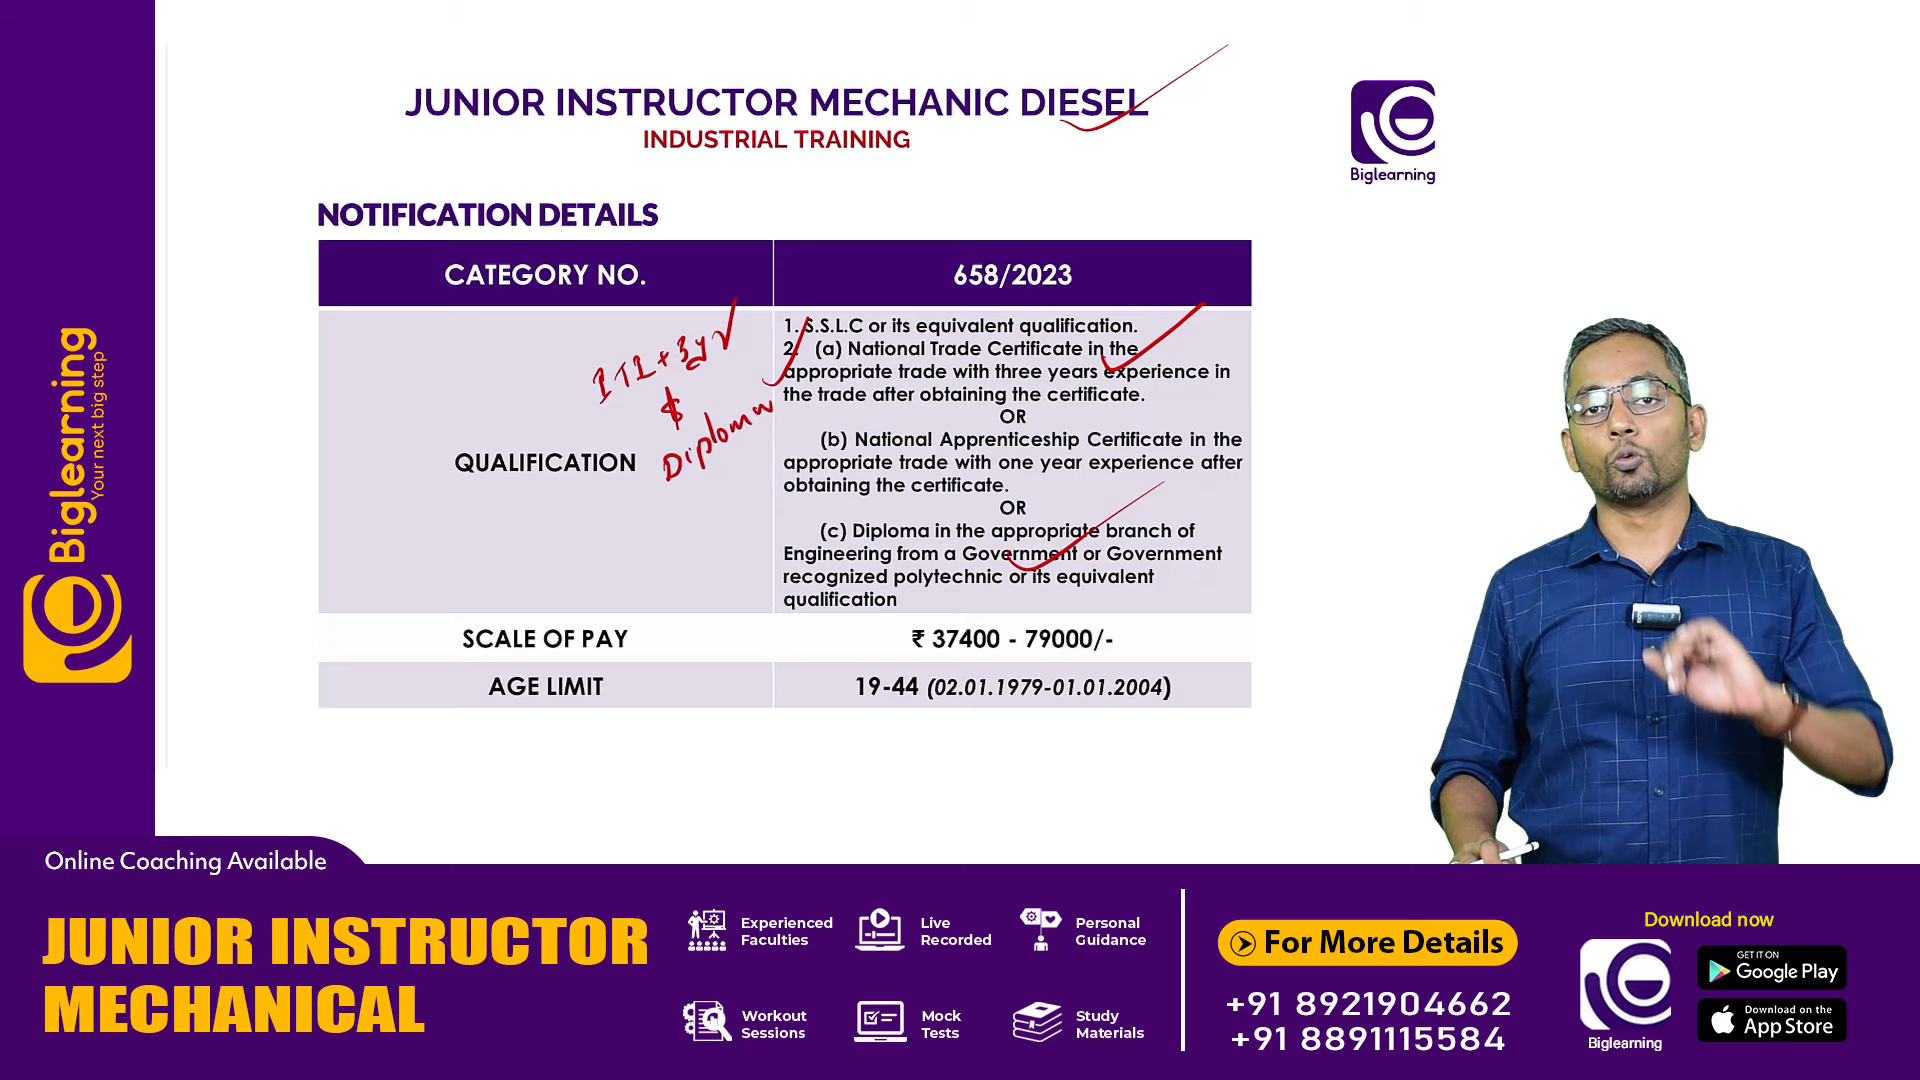 JUNIOR INSTRUCTOR MECHANIC DIESEL
INDUSTRIAL TRAINING
Biglearning
NOTIFICATION DETAILS
CATEGORY NO.
658/2023
QUALIFICATION
ITI + 3y
&
Diploma
1. S.S.L.C or its equivalent qualification.
2. (a) National Trade Certificate in the
appropriate trade with three years experience in
the trade after obtaining the certificate.
OR
(b) National Apprenticeship Certificate in the
appropriate trade with one year experience after
obtaining the certificate.
OR
(c) Diploma in the appropriate branch of
Engineering from a Government or Government
recognized polytechnic or its equivalent
qualification
SCALE OF PAY
₹ 37400 - 79000/-
AGE LIMIT
19-44 (02.01.1979-01.01.2004)
Biglearning
Your next big step
Online Coaching Available
JUNIOR INSTRUCTOR
MECHANICAL
Experienced
Faculties
Live
Recorded
Personal
Guidance
Workout
Sessions
Mock
Tests
Study
Materials
For More Details
+91 8921904662
+91 8891115584
Download now
Biglearning
GET IT ON
Google Play
Download on the
App Store